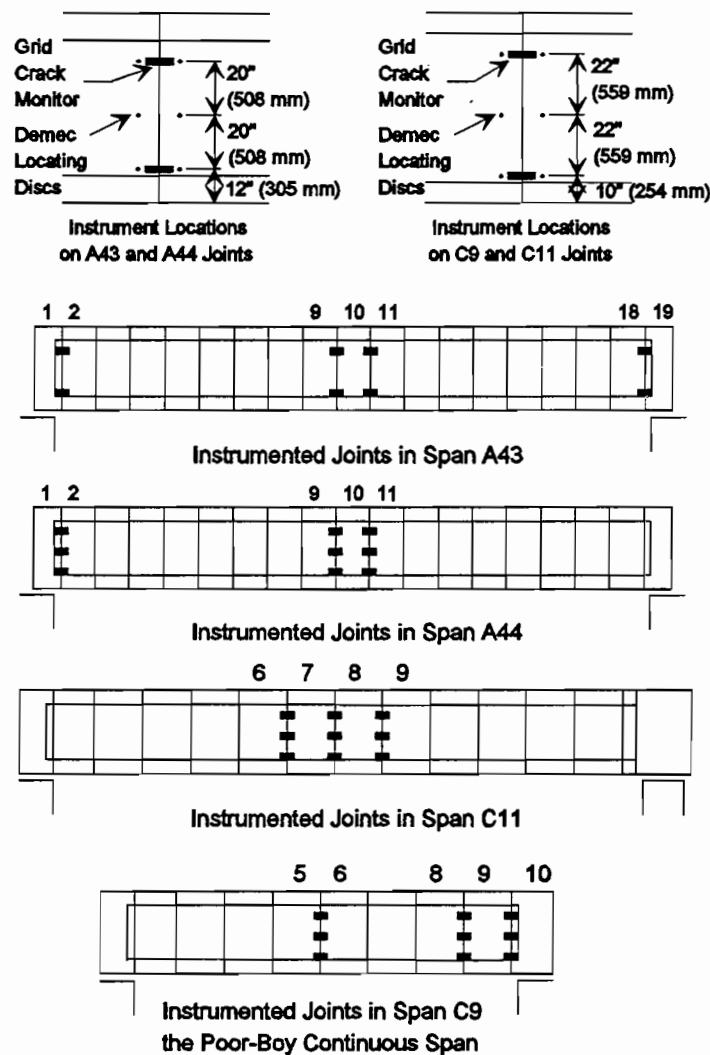 Grid
Crack
Monitor
Demec
Locating
Discs
20"
(508 mm)
20"
(508 mm)
12" (305 mm)
Instrument Locations
on A43 and A44 Joints
Grid
Crack
Monitor
Demec
Locating
Discs
22"
(559 mm)
22"
(559 mm)
10" (254 mm)
Instrument Locations
on C9 and C11 Joints
1 2 9 10 11 18 19
Instrumented Joints in Span A43
1 2 9 10 11
Instrumented Joints in Span A44
6 7 8 9
Instrumented Joints in Span C11
5 6 8 9 10
Instrumented Joints in Span C9
the Poor-Boy Continuous Span